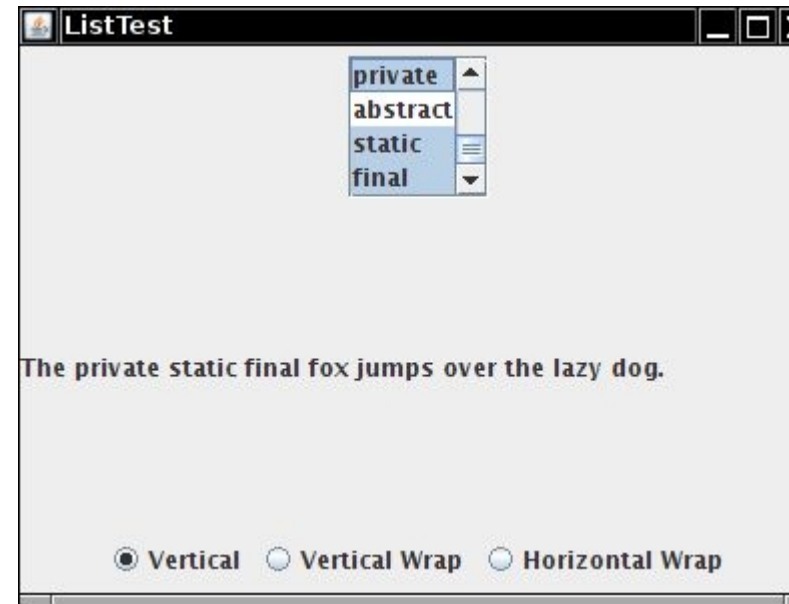 ListTest
private
abstract
static
final
The private static final fox jumps over the lazy dog.
Vertical Vertical Wrap Horizontal Wrap